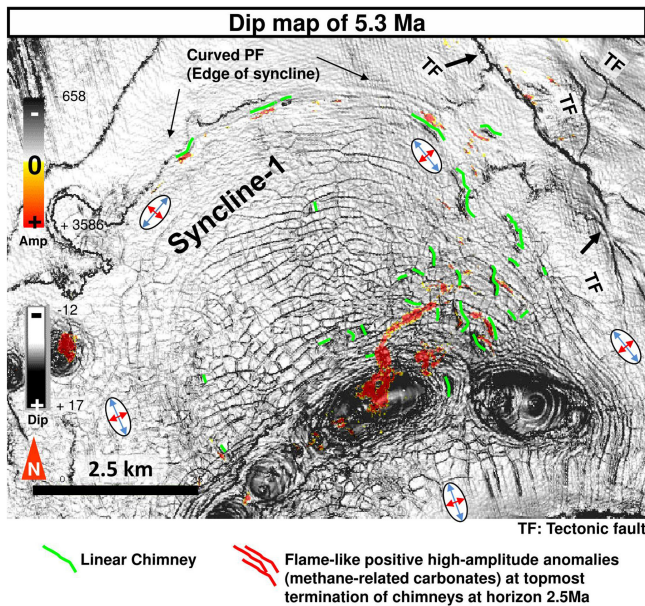 Dip map of 5.3 Ma
Curved PF
(Edge of syncline)
TF
TF
TF
TF
- 658
-
0
+
+ 3586
Amp
Syncline-1
-12
-
+
+ 17
Dip
N
2.5 km
TF: Tectonic fault
Linear Chimney
Flame-like positive high-amplitude anomalies
(methane-related carbonates) at topmost
termination of chimneys at horizon 2.5Ma